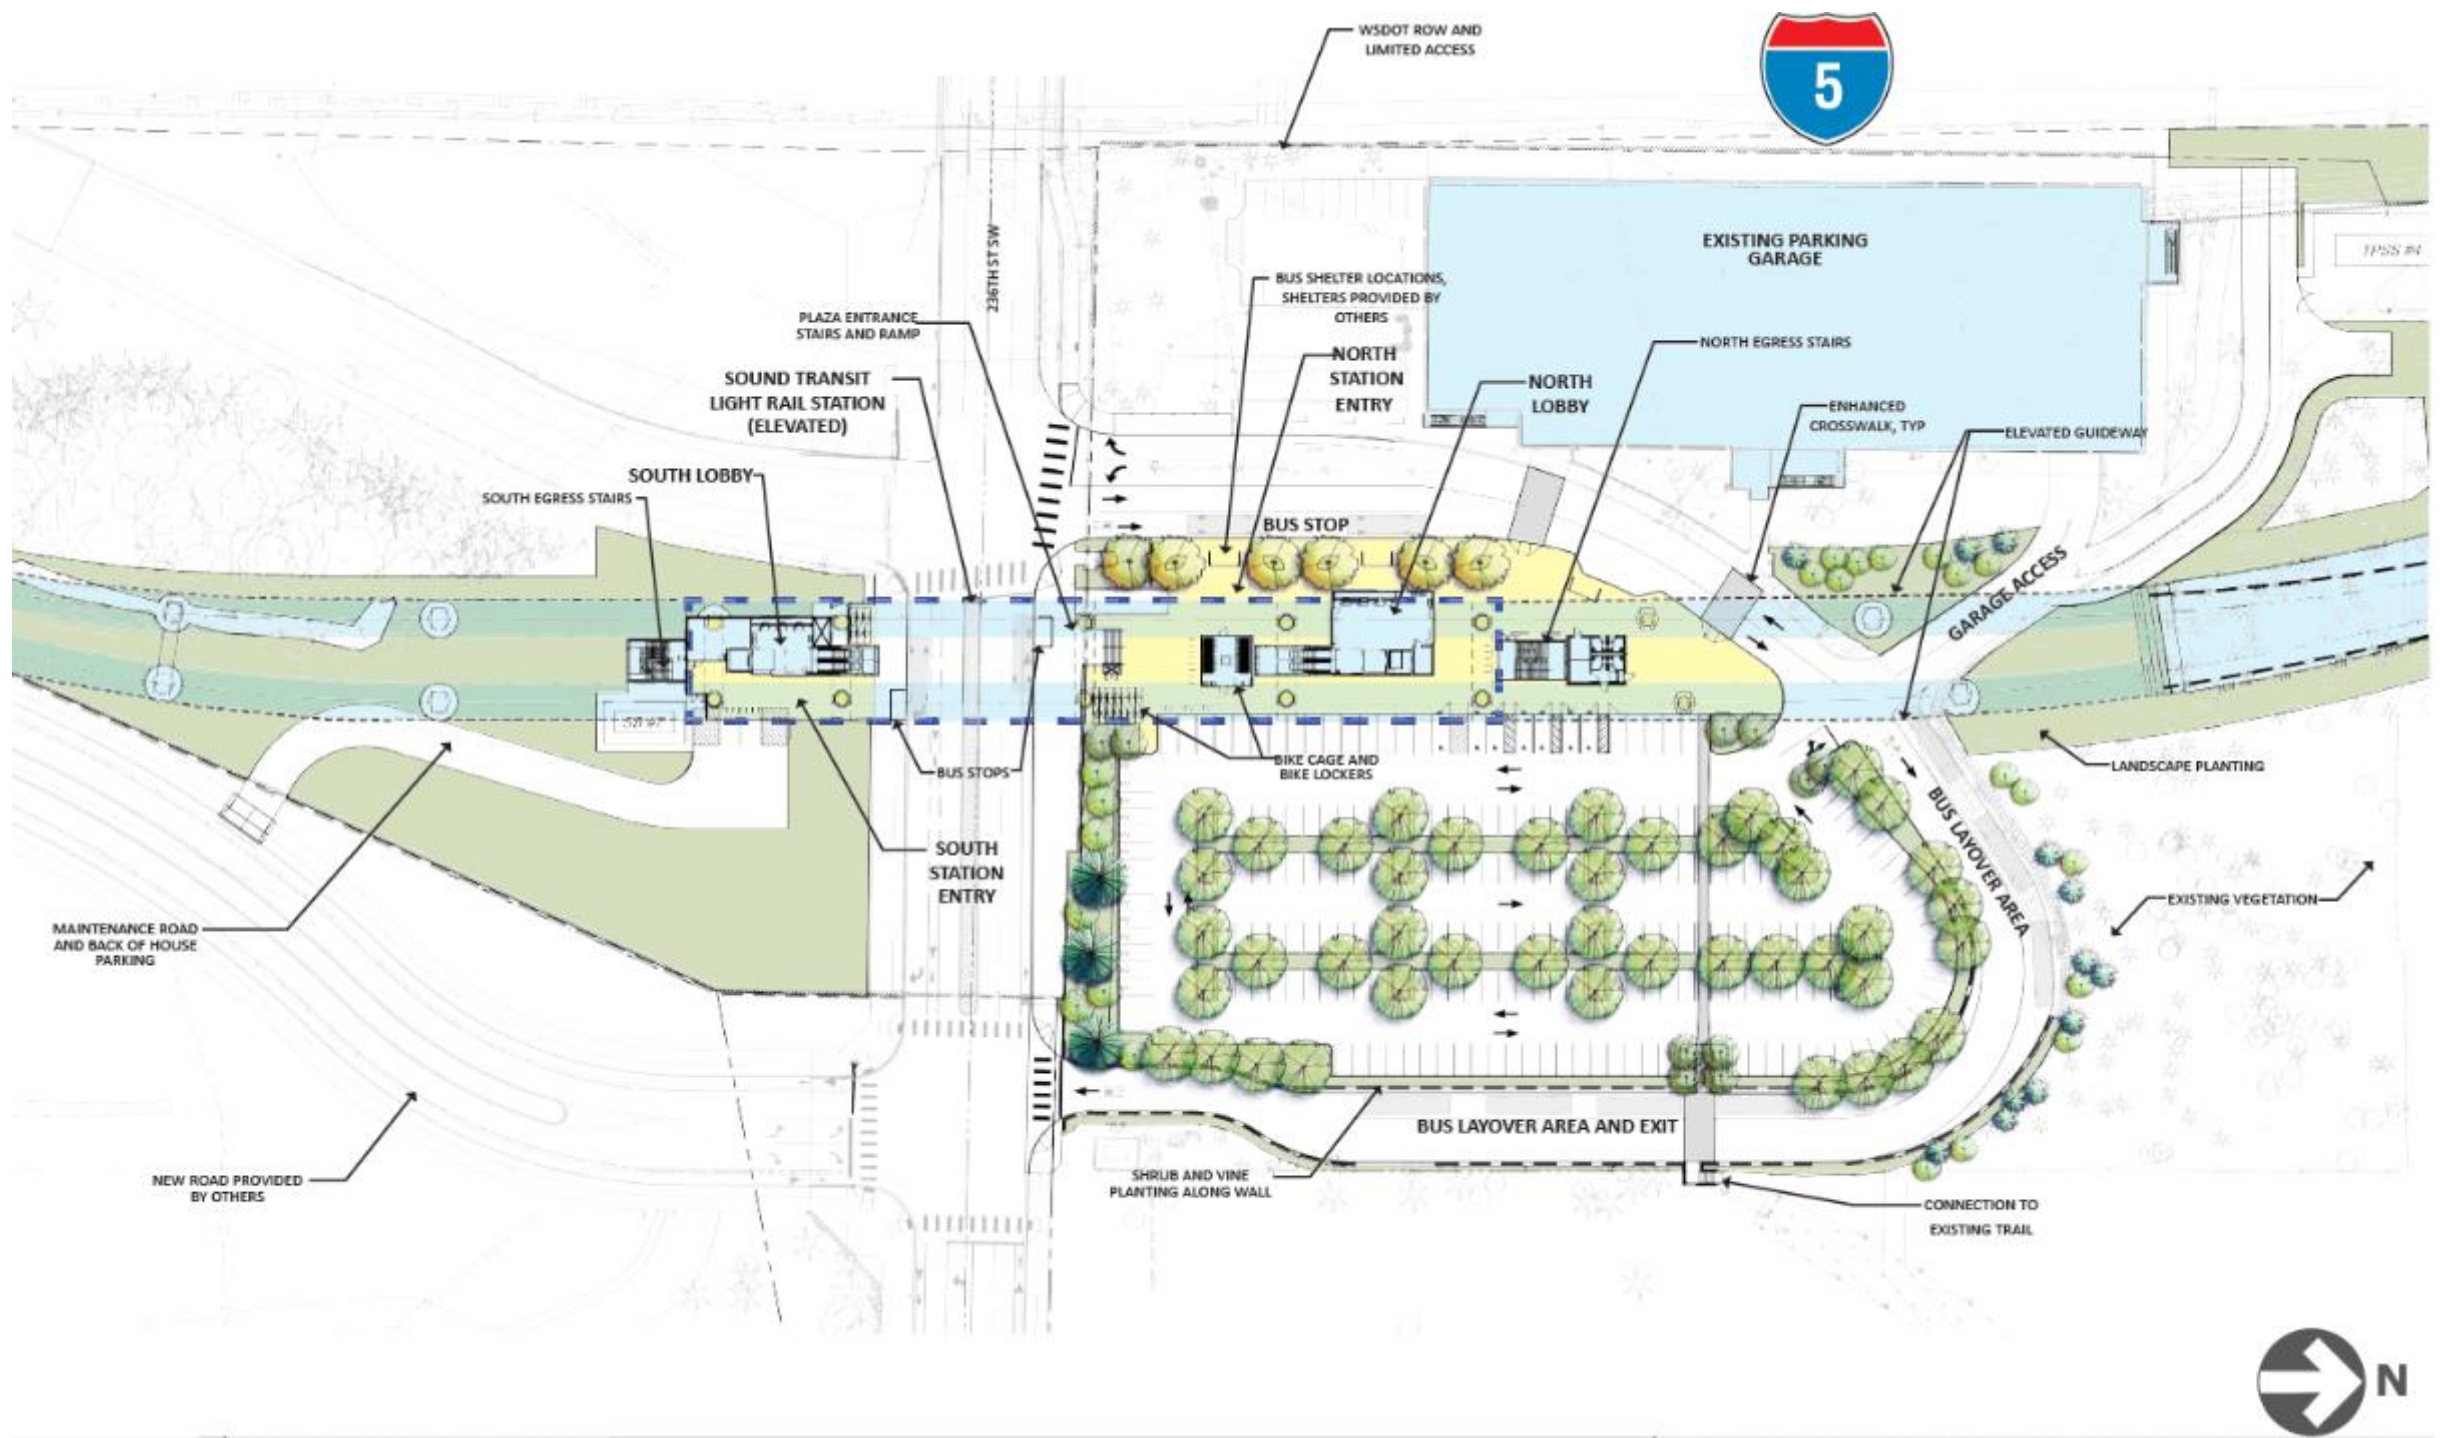 WSDOT ROW AND
LIMITED ACCESS
5
EXISTING PARKING
GARAGE
TPSS #4
236TH ST SW
BUS SHELTER LOCATIONS,
SHELTERS PROVIDED BY
OTHERS
PLAZA ENTRANCE
STAIRS AND RAMP
NORTH
STATION
ENTRY
NORTH EGRESS STAIRS
SOUND TRANSIT
LIGHT RAIL STATION
(ELEVATED)
NORTH
LOBBY
ENHANCED
CROSSWALK, TYP
ELEVATED GUIDEWAY
SOUTH LOBBY
SOUTH EGRESS STAIRS
BUS STOP
GARAGE ACCESS
BUS STOPS
BIKE CAGE AND
BIKE LOCKERS
LANDSCAPE PLANTING
BUS LAYOVER AREA
SOUTH
STATION
ENTRY
EXISTING VEGETATION
MAINTENANCE ROAD
AND BACK OF HOUSE
PARKING
BUS LAYOVER AREA AND EXIT
SHRUB AND VINE
PLANTING ALONG WALL
NEW ROAD PROVIDED
BY OTHERS
CONNECTION TO
EXISTING TRAIL
N